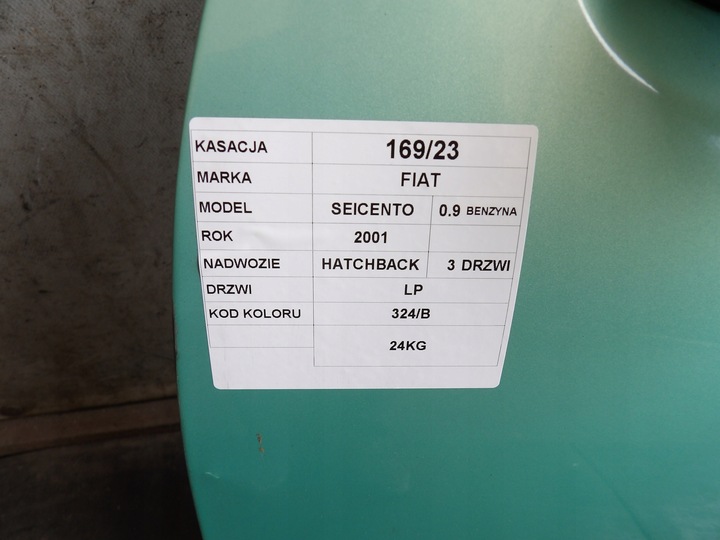 KASACJA 169/23
MARKA FIAT
MODEL SEICENTO 0.9 BENZYNA
ROK 2001
NADWOZIE HATCHBACK 3 DRZWI
DRZWI LP
KOD KOLORU 324/B
24KG